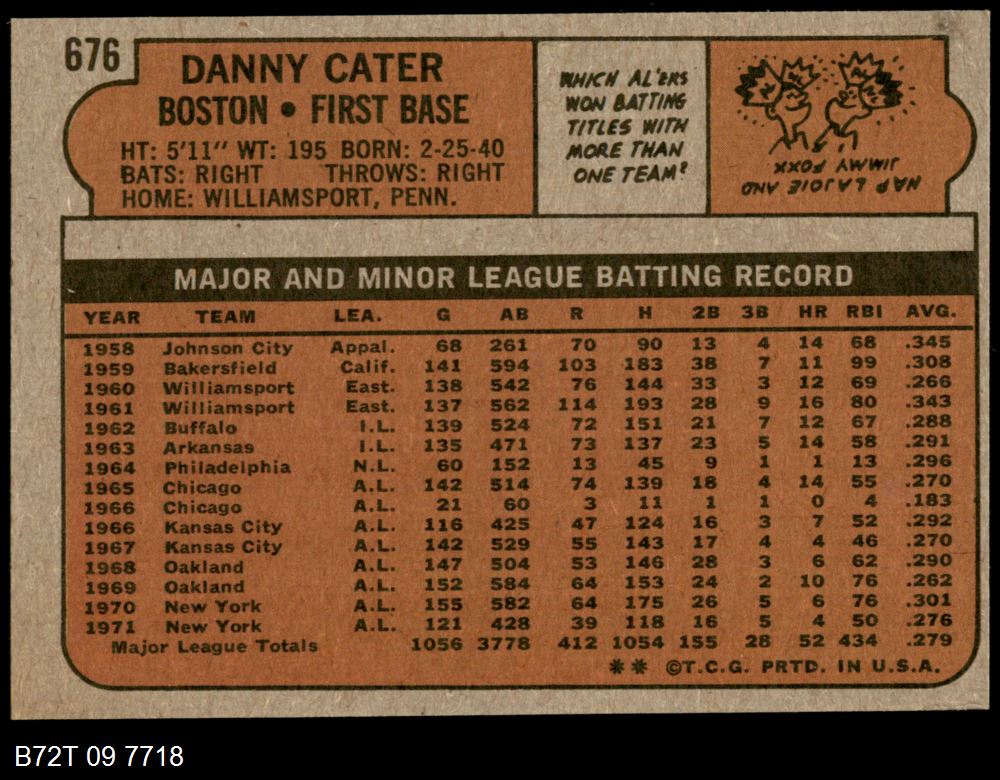 676
DANNY CATER
BOSTON • FIRST BASE
HT: 5'11" WT: 195 BORN: 2-25-40
BATS: RIGHT THROWS: RIGHT
HOME: WILLIAMSPORT, PENN.
WHICH AL'ERS
WON BATTING
TITLES WITH
MORE THAN
ONE TEAM?
NAP LAJOIE AND
JIMMY FOXX
MAJOR AND MINOR LEAGUE BATTING RECORD
YEAR TEAM LEA. G AB R H 2B 3B HR RBI AVG.
1958 Johnson City Appal. 68 261 70 90 13 4 14 68 .345
1959 Bakersfield Calif. 141 594 103 183 38 7 11 99 .308
1960 Williamsport East. 138 542 76 144 33 3 12 69 .266
1961 Williamsport East. 137 562 114 193 28 9 16 80 .343
1962 Buffalo I.L. 139 524 72 151 21 7 12 67 .288
1963 Arkansas I.L. 135 471 73 137 23 5 14 58 .291
1964 Philadelphia N.L. 60 152 13 45 9 1 1 13 .296
1965 Chicago A.L. 142 514 74 139 18 4 14 55 .270
1966 Chicago A.L. 21 60 3 11 1 1 0 4 .183
1966 Kansas City A.L. 116 425 47 124 16 3 7 52 .292
1967 Kansas City A.L. 142 529 55 143 17 4 4 46 .270
1968 Oakland A.L. 147 504 53 146 28 3 6 62 .290
1969 Oakland A.L. 152 584 64 153 24 2 10 76 .262
1970 New York A.L. 155 582 64 175 26 5 6 76 .301
1971 New York A.L. 121 428 39 118 16 5 4 50 .276
Major League Totals 1056 3778 412 1054 155 28 52 434 .279
** ©T.C.G. PRTD. IN U.S.A.
B72T 09 7718